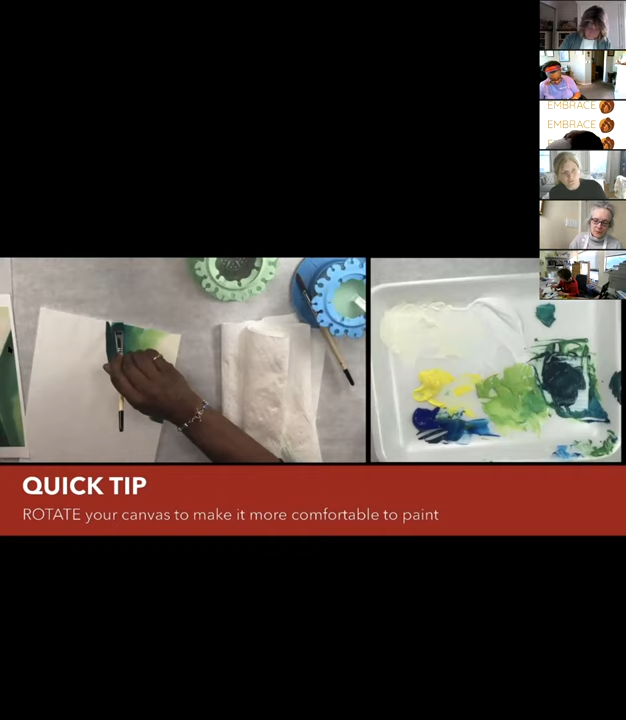 EMBRACE
EMBRACE
QUICK TIP
ROTATE your canvas to make it more comfortable to paint